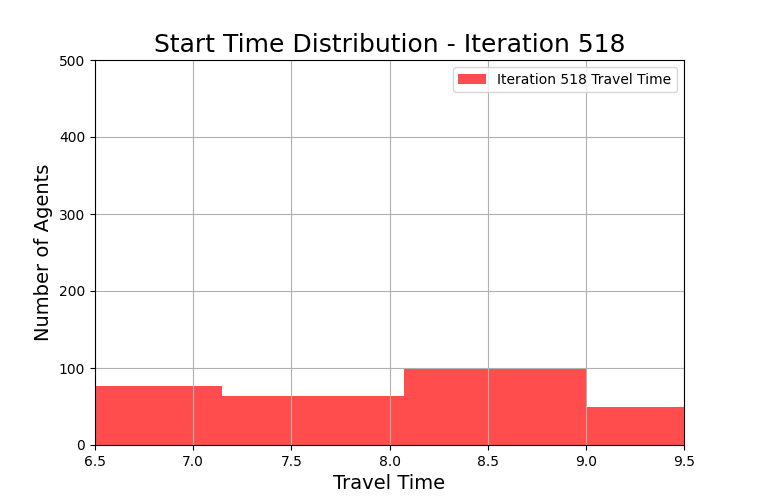 Start Time Distribution - Iteration 518
Iteration 518 Travel Time
Number of Agents
500
400
300
200
100
0
6.5 7.0 7.5 8.0 8.5 9.0 9.5
Travel Time